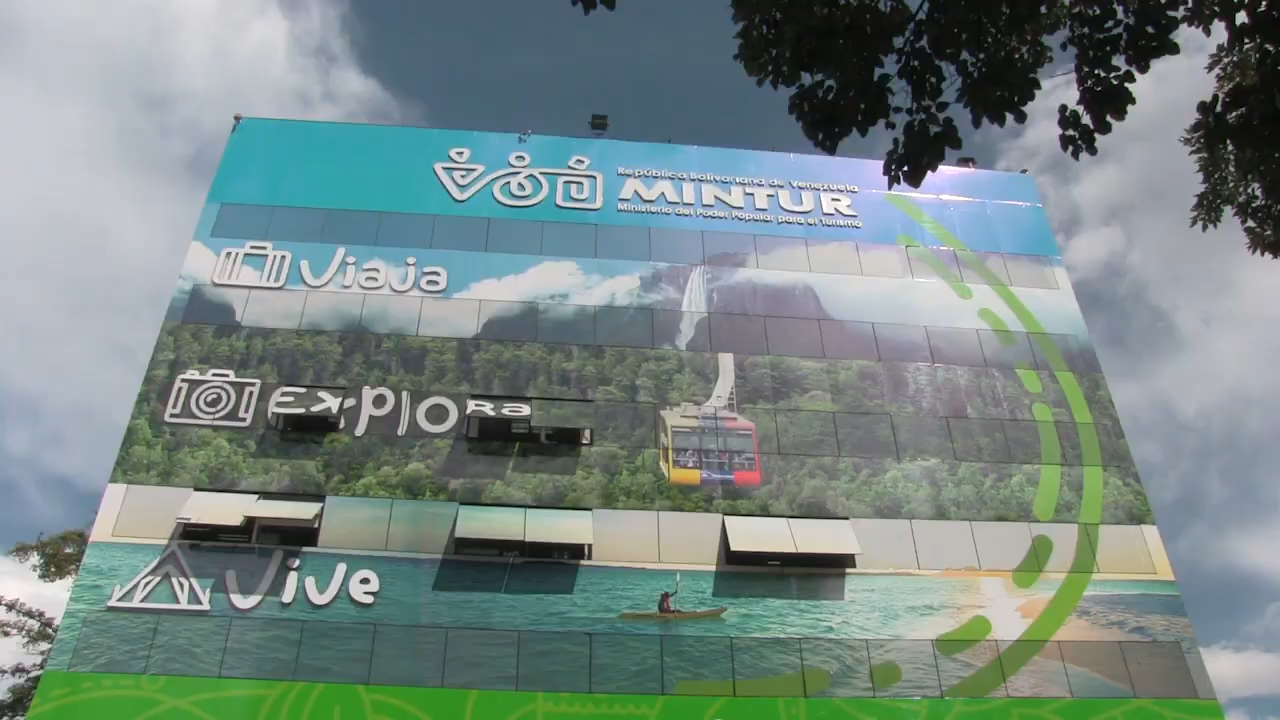 República Bolivariana de Venezuela
MINTUR
Ministerio del Poder Popular para el Turismo
Viaja
Explora
Vive